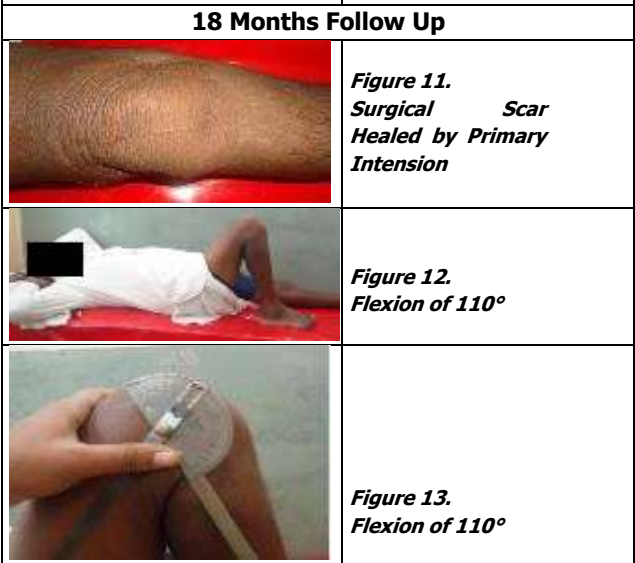 18 Months Follow Up
Figure 11.
Surgical Scar
Healed by Primary
Intension
Figure 12.
Flexion of 110°
Figure 13.
Flexion of 110°